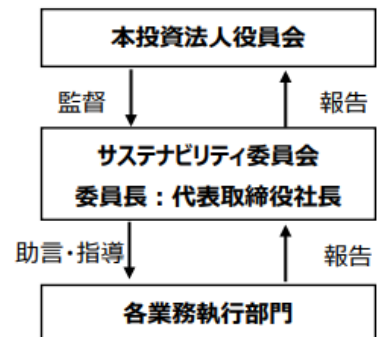 本投資法人役員会
監督
報告
サステナビリティ委員会
委員長：代表取締役社長
助言・指導
報告
各業務執行部門